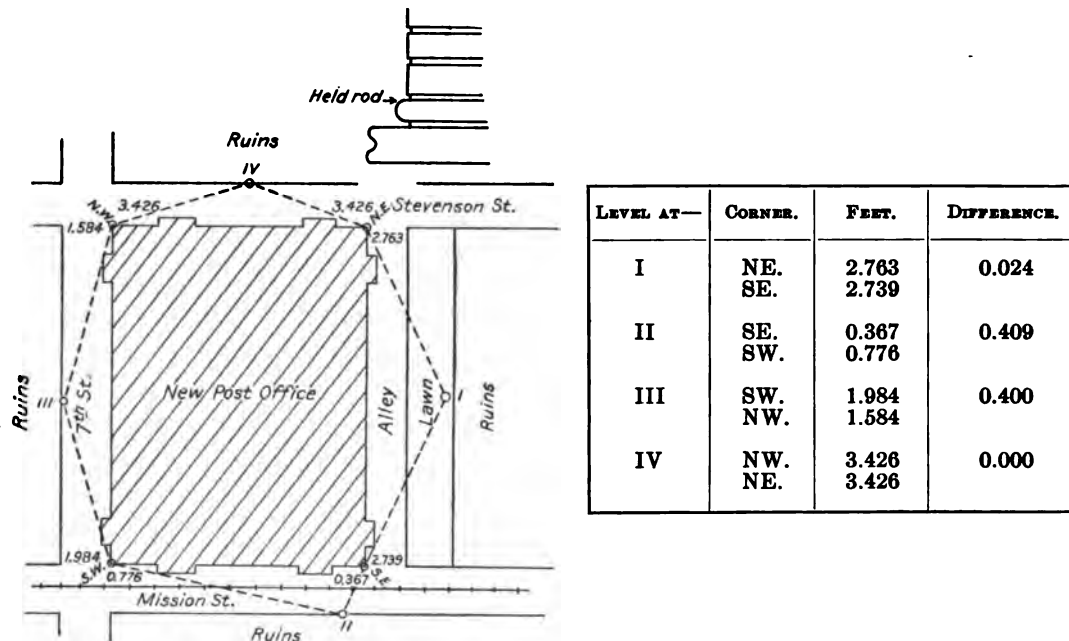 Held rod
Ruins
IV
N.W.
3.426
3.426
N.E.
Stevenson St.
1.584
2.763
Ruins
III
7th St.
New Post Office
Alley
Lawn
I
Ruins
1.984
S.W.
0.776
0.367
2.739
S.E.
Mission St.
II
Ruins
LEVEL AT— CORNER. FEET. DIFFERENCE.
I NE. 2.763 0.024
SE. 2.739
II SE. 0.367 0.409
SW. 0.776
III SW. 1.984 0.400
NW. 1.584
IV NW. 3.426 0.000
NE. 3.426